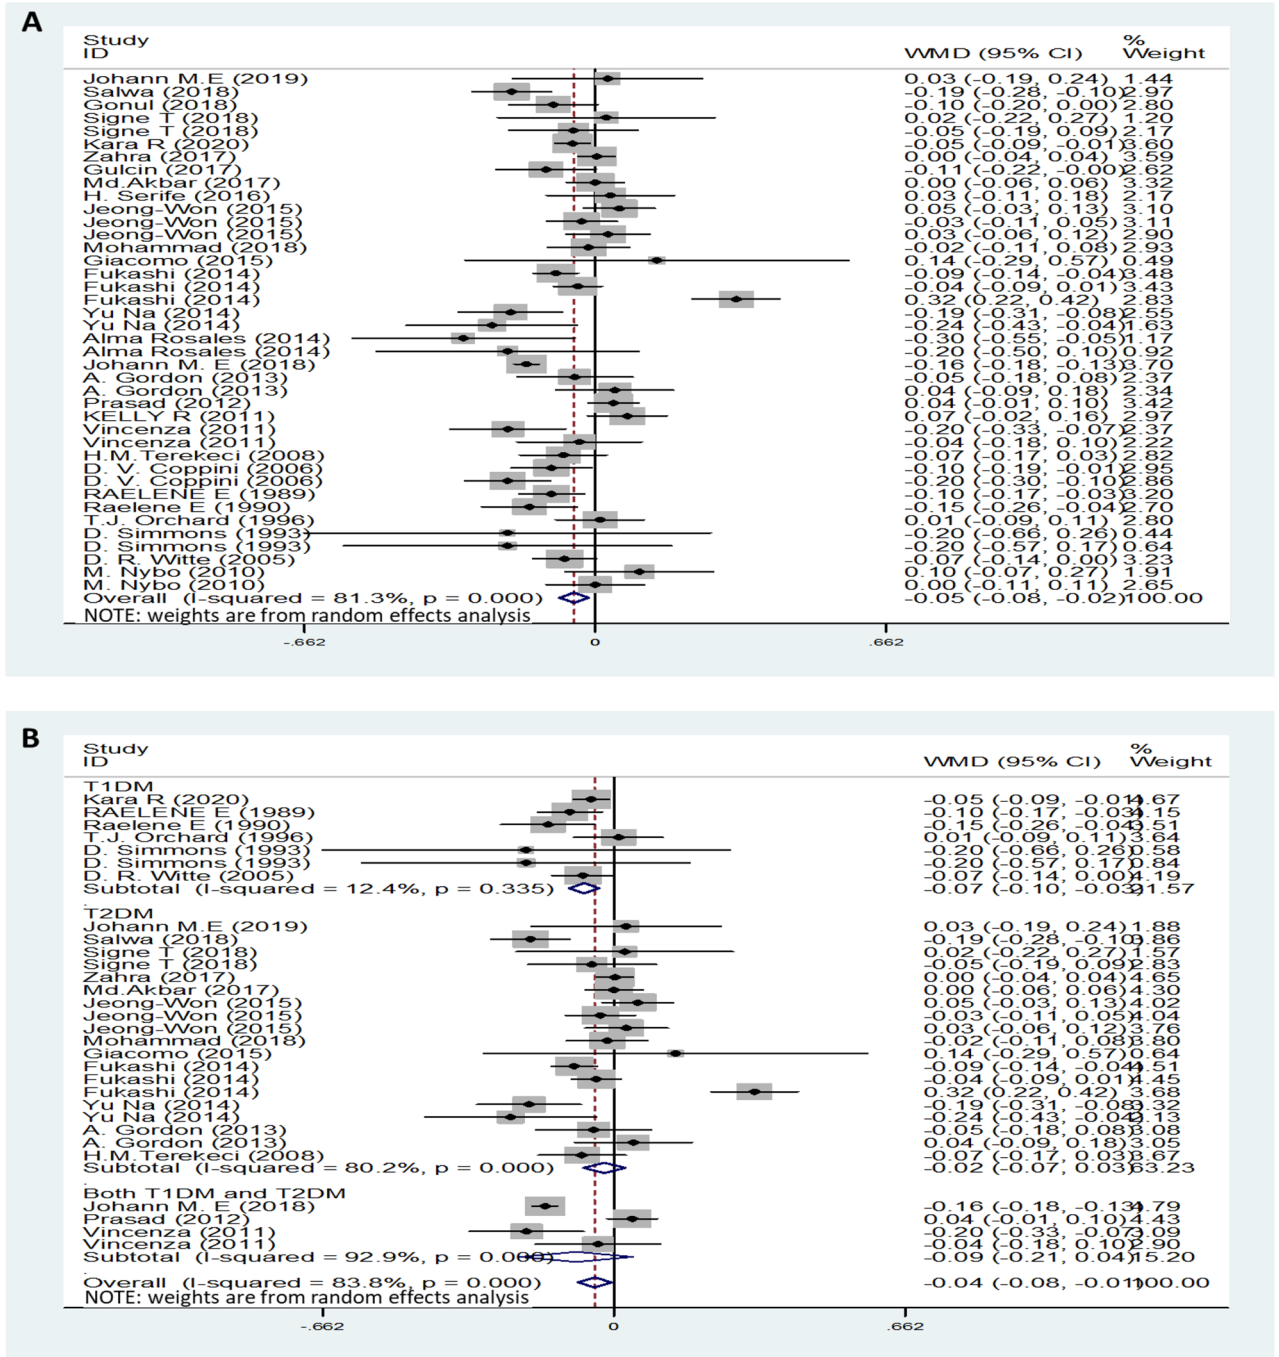 A
Study
ID
WMD (95% CI)
%
Weight
Johann M.E (2019) 0.03 (-0.19, 0.24) 1.44
Salwa (2018) -0.19 (-0.28, -0.10) 2.97
Gonul (2018) -0.10 (-0.20, 0.00) 2.80
Signe T (2018) 0.02 (-0.22, 0.27) 1.20
Signe T (2018) -0.05 (-0.19, 0.09) 2.17
Kara R (2020) -0.05 (-0.09, -0.01) 3.60
Zahra (2017) 0.00 (-0.04, 0.04) 3.59
Gulcin (2017) -0.11 (-0.22, -0.00) 2.62
Md.Akbar (2017) 0.00 (-0.06, 0.06) 3.32
H. Serife (2016) 0.03 (-0.11, 0.18) 2.17
Jeong-Won (2015) 0.05 (-0.03, 0.13) 3.10
Jeong-Won (2015) -0.03 (-0.11, 0.05) 3.11
Jeong-Won (2015) 0.03 (-0.06, 0.12) 2.90
Mohammad (2018) -0.02 (-0.11, 0.08) 2.93
Giacomo (2015) 0.14 (-0.29, 0.57) 0.49
Fukashi (2014) -0.09 (-0.14, -0.04) 3.48
Fukashi (2014) -0.04 (-0.09, 0.01) 3.43
Fukashi (2014) 0.32 (0.22, 0.42) 2.83
Yu Na (2014) -0.19 (-0.31, -0.08) 2.55
Yu Na (2014) -0.24 (-0.43, -0.04) 1.63
Alma Rosales (2014) -0.30 (-0.55, -0.05) 1.17
Alma Rosales (2014) -0.20 (-0.50, 0.10) 0.92
Johann M. E (2018) -0.16 (-0.18, -0.13) 3.70
A. Gordon (2013) -0.05 (-0.18, 0.08) 2.37
A. Gordon (2013) 0.04 (-0.09, 0.18) 2.34
Prasad (2012) 0.04 (-0.01, 0.10) 3.42
KELLY R (2011) 0.07 (-0.02, 0.16) 2.97
Vincenza (2011) -0.20 (-0.33, -0.07) 2.37
Vincenza (2011) -0.04 (-0.18, 0.10) 2.22
H.M.Terekeci (2008) -0.07 (-0.17, 0.03) 2.82
D. V. Coppini (2006) -0.10 (-0.19, -0.01) 2.95
D. V. Coppini (2006) -0.20 (-0.30, -0.10) 2.86
RAELENE E (1989) -0.10 (-0.17, -0.03) 3.20
Raelene E (1990) -0.15 (-0.26, -0.04) 2.70
T.J. Orchard (1996) 0.01 (-0.09, 0.11) 2.80
D. Simmons (1993) -0.20 (-0.66, 0.26) 0.44
D. Simmons (1993) -0.20 (-0.57, 0.17) 0.64
D. R. Witte (2005) -0.07 (-0.14, 0.00) 3.23
M. Nybo (2010) 0.10 (-0.07, 0.27) 1.91
M. Nybo (2010) 0.00 (-0.11, 0.11) 2.65
Overall (I-squared = 81.3%, p = 0.000) -0.05 (-0.08, -0.02) 100.00
NOTE: weights are from random effects analysis
-.662 0 .662
B
Study
ID
WMD (95% CI)
%
Weight
T1DM
Kara R (2020) -0.05 (-0.09, -0.01) 4.67
RAELENE E (1989) -0.10 (-0.17, -0.03) 4.15
Raelene E (1990) -0.15 (-0.26, -0.04) 3.51
T.J. Orchard (1996) 0.01 (-0.09, 0.11) 3.64
D. Simmons (1993) -0.20 (-0.66, 0.26) 0.58
D. Simmons (1993) -0.20 (-0.57, 0.17) 0.84
D. R. Witte (2005) -0.07 (-0.14, 0.00) 4.19
Subtotal (I-squared = 12.4%, p = 0.335) -0.07 (-0.10, -0.03) 21.57
.
T2DM
Johann M.E (2019) 0.03 (-0.19, 0.24) 1.88
Salwa (2018) -0.19 (-0.28, -0.10) 3.86
Signe T (2018) 0.02 (-0.22, 0.27) 1.57
Signe T (2018) -0.05 (-0.19, 0.09) 2.83
Zahra (2017) 0.00 (-0.04, 0.04) 4.65
Md.Akbar (2017) 0.00 (-0.06, 0.06) 4.30
Jeong-Won (2015) 0.05 (-0.03, 0.13) 4.02
Jeong-Won (2015) -0.03 (-0.11, 0.05) 4.04
Jeong-Won (2015) 0.03 (-0.06, 0.12) 3.76
Mohammad (2018) -0.02 (-0.11, 0.08) 3.80
Giacomo (2015) 0.14 (-0.29, 0.57) 0.64
Fukashi (2014) -0.09 (-0.14, -0.04) 4.51
Fukashi (2014) -0.04 (-0.09, 0.01) 4.45
Fukashi (2014) 0.32 (0.22, 0.42) 3.68
Yu Na (2014) -0.19 (-0.31, -0.08) 3.32
Yu Na (2014) -0.24 (-0.43, -0.04) 2.13
A. Gordon (2013) -0.05 (-0.18, 0.08) 3.08
A. Gordon (2013) 0.04 (-0.09, 0.18) 3.05
H.M.Terekeci (2008) -0.07 (-0.17, 0.03) 3.67
Subtotal (I-squared = 80.2%, p = 0.000) -0.02 (-0.07, 0.03) 63.23
.
Both T1DM and T2DM
Johann M. E (2018) -0.16 (-0.18, -0.13) 4.79
Prasad (2012) 0.04 (-0.01, 0.10) 4.43
Vincenza (2011) -0.20 (-0.33, -0.07) 3.09
Vincenza (2011) -0.04 (-0.18, 0.10) 2.90
Subtotal (I-squared = 92.9%, p = 0.000) -0.09 (-0.21, 0.04) 15.20
.
Overall (I-squared = 83.8%, p = 0.000) -0.04 (-0.08, -0.01) 100.00
NOTE: weights are from random effects analysis
-.662 0 .662